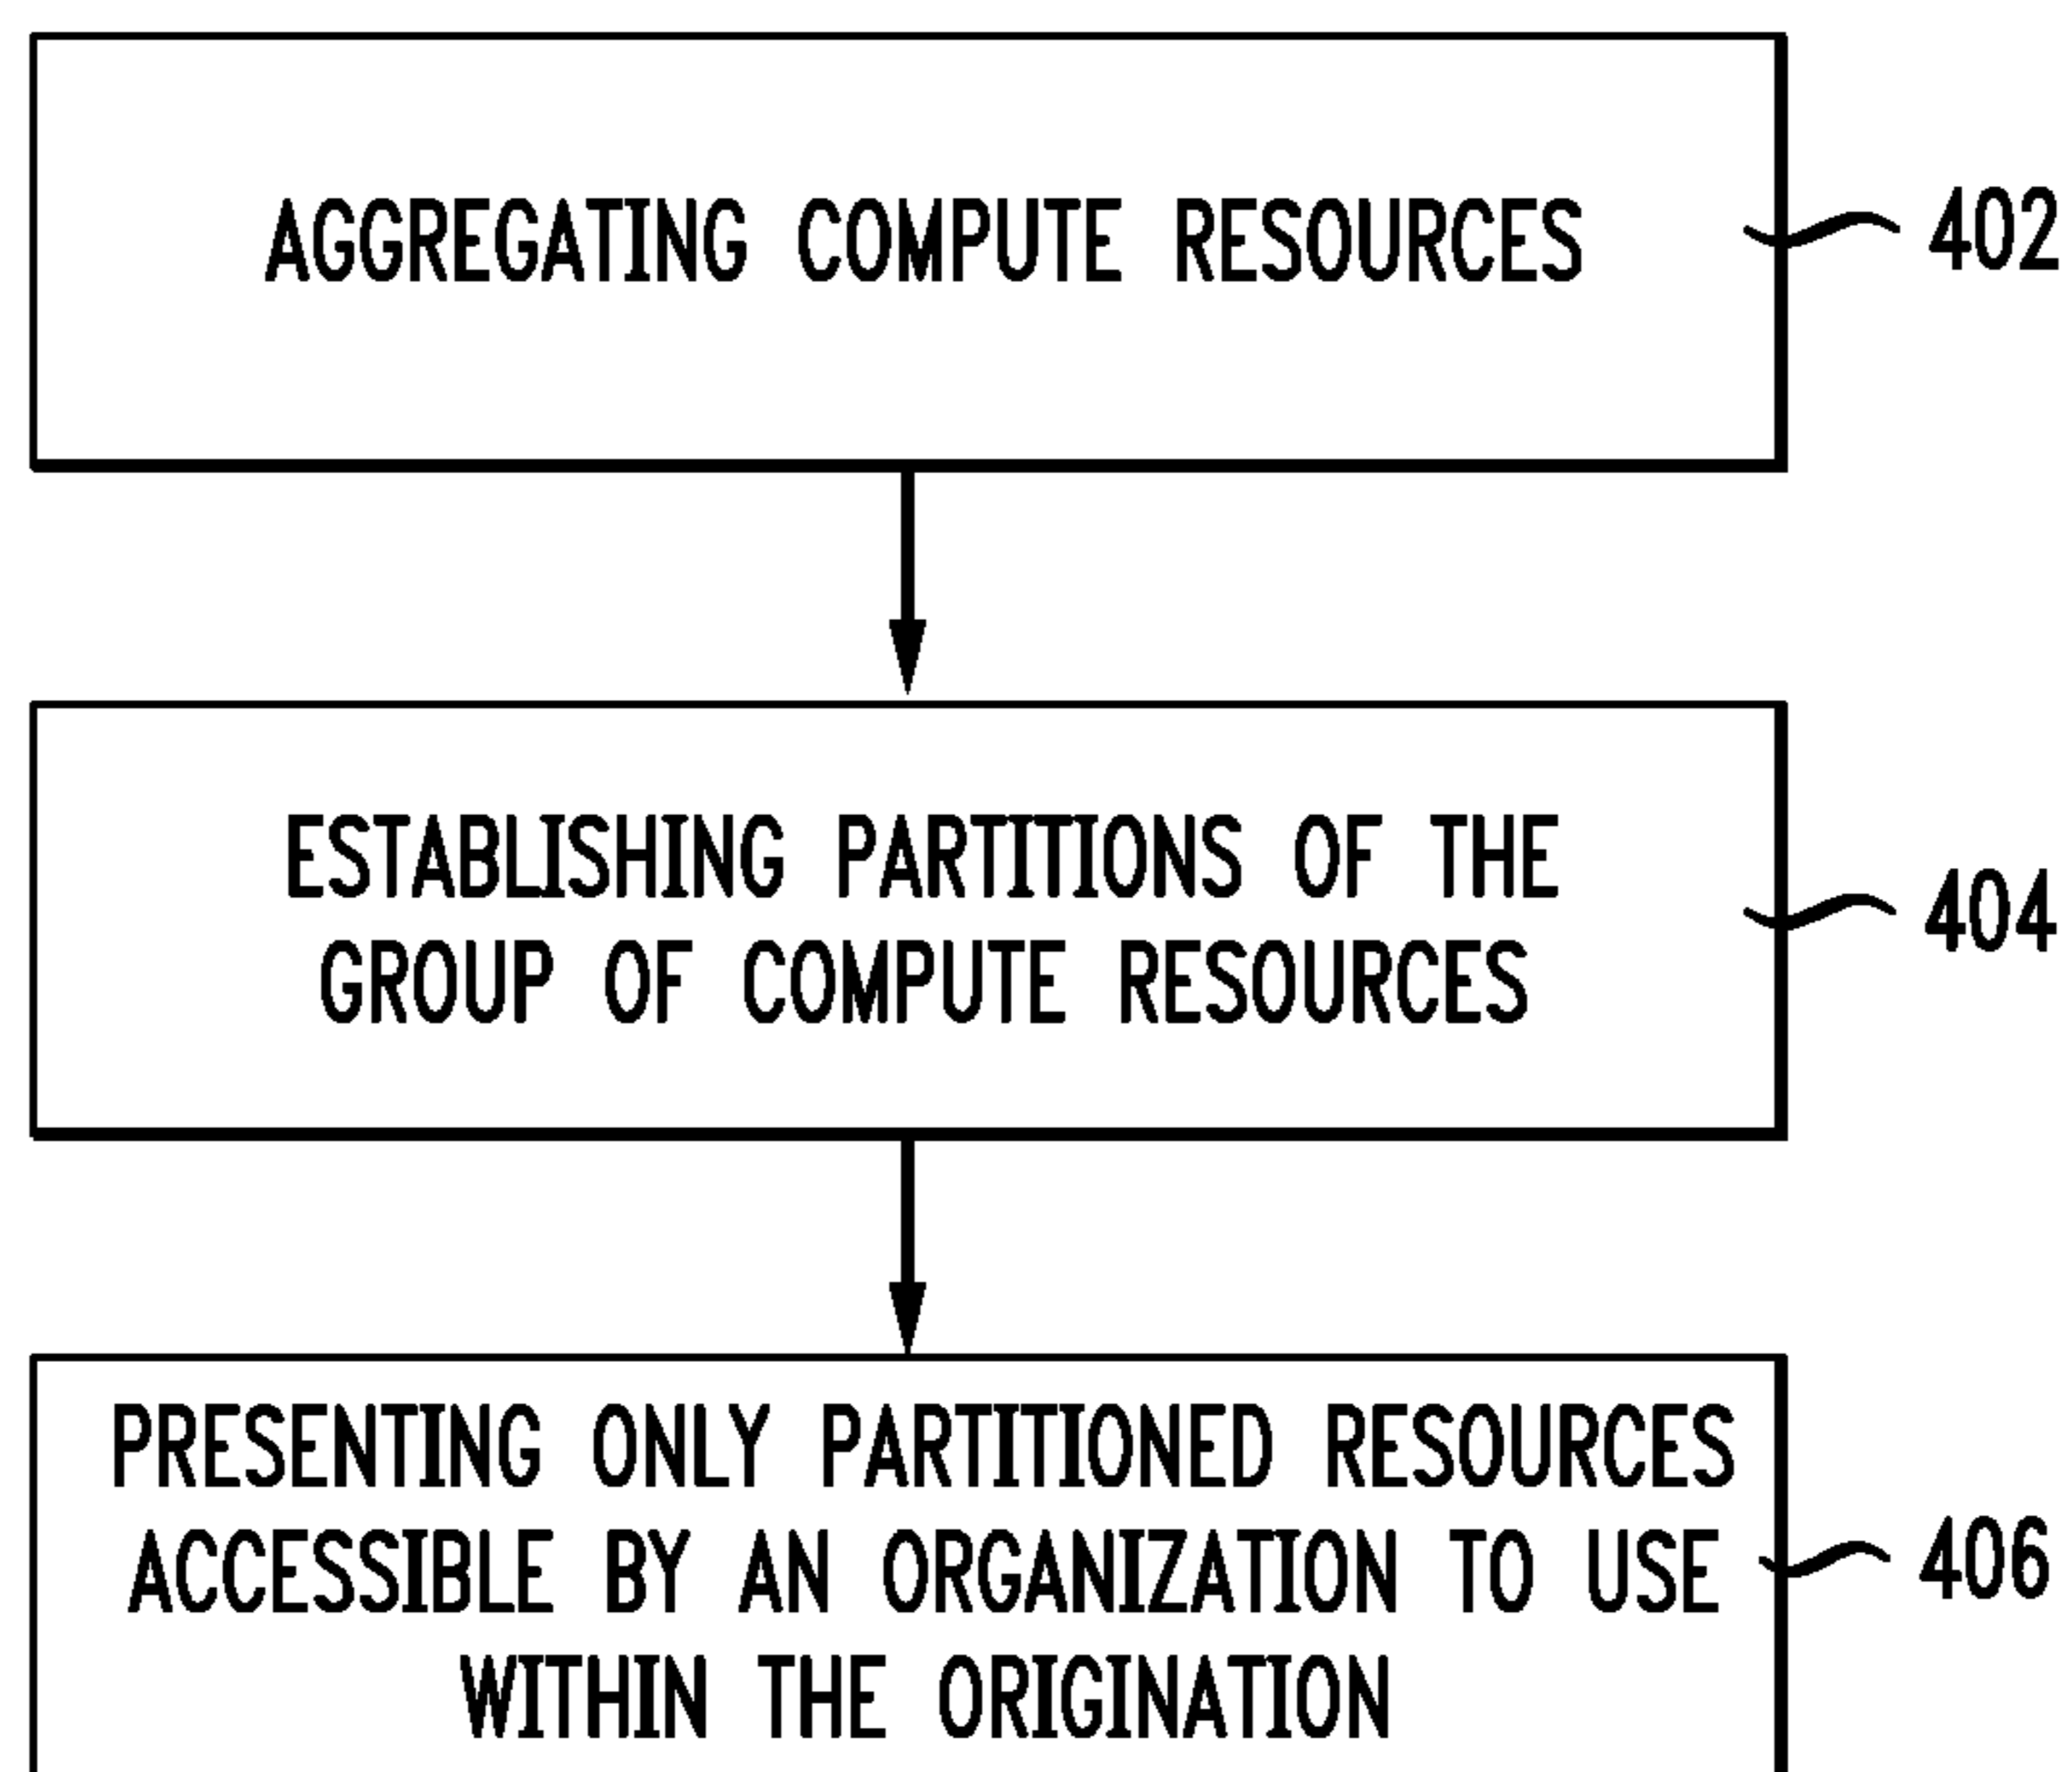 AGGREGATING COMPUTE RESOURCES
402
ESTABLISHING PARTITIONS OF THE
GROUP OF COMPUTE RESOURCES
404
PRESENTING ONLY PARTITIONED RESOURCES
ACCESSIBLE BY AN ORGANIZATION TO USE
WITHIN THE ORIGINATION
406